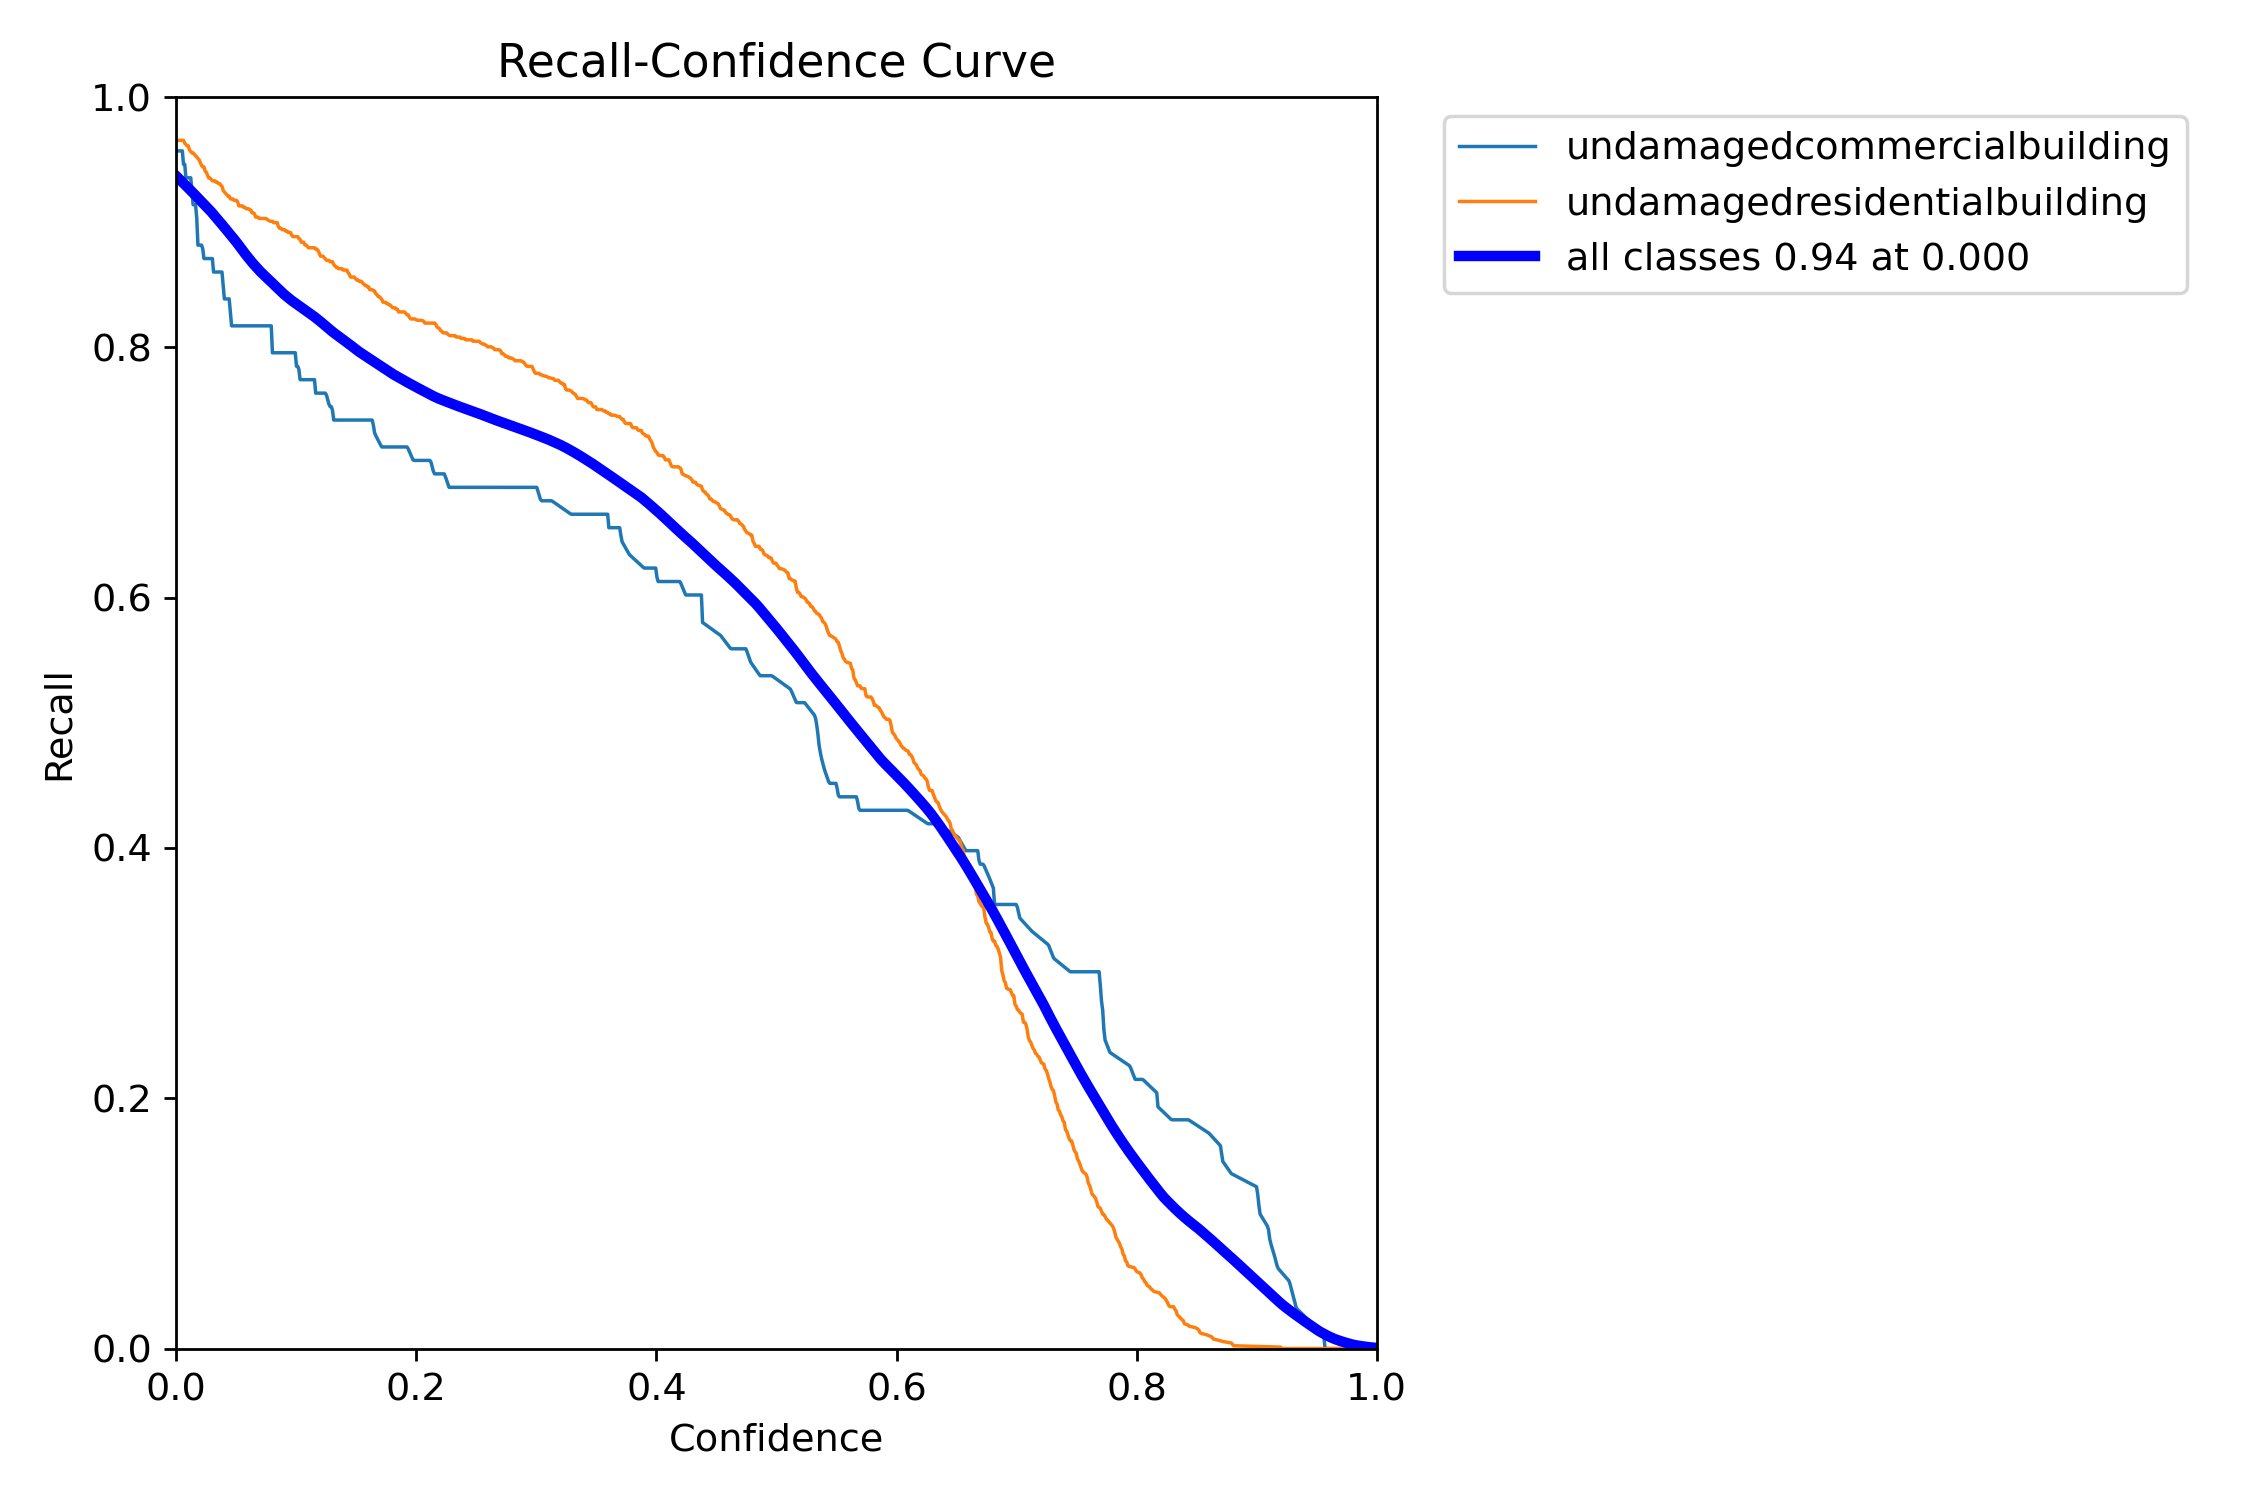 Recall-Confidence Curve
undamagedcommercialbuilding
undamagedresidentialbuilding
all classes 0.94 at 0.000
1.0
0.8
0.6
0.4
0.2
0.0
Recall
0.0 0.2 0.4 0.6 0.8 1.0
Confidence